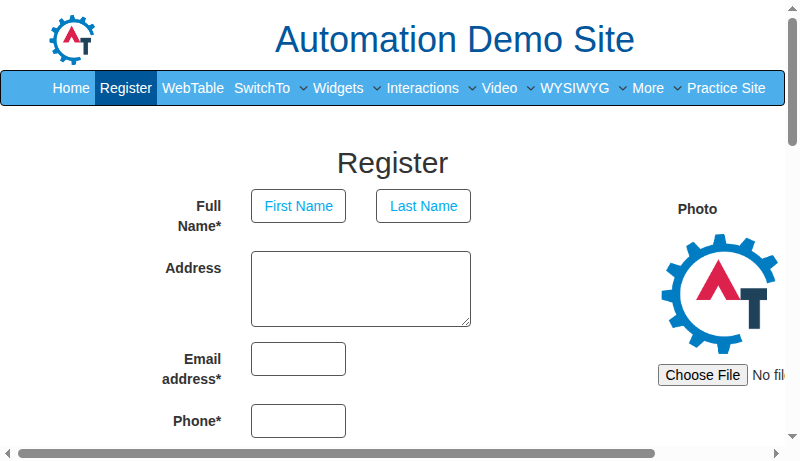 Automation Demo Site
Home Register WebTable SwitchTo Widgets Interactions Video WYSIWYG More Practice Site
Register
Full Name*
First Name
Last Name
Photo
Address
Email address*
Choose File No
Phone*